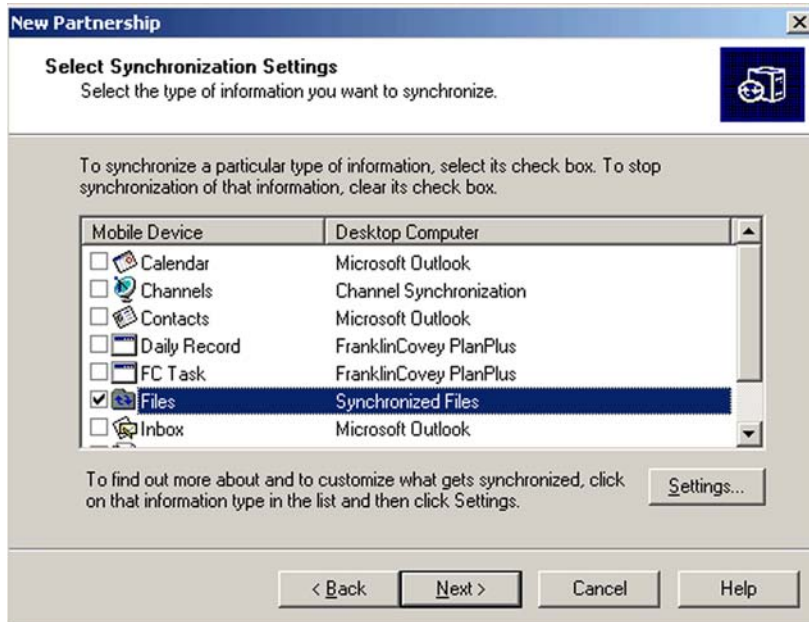 New Partnership
Select Synchronization Settings
Select the type of information you want to synchronize.
To synchronize a particular type of information, select its check box. To stop
synchronization of that information, clear its check box.
Mobile Device Desktop Computer
Calendar Microsoft Outlook
Channels Channel Synchronization
Contacts Microsoft Outlook
Daily Record FranklinCovey PlanPlus
FC Task FranklinCovey PlanPlus
Files Synchronized Files
Inbox Microsoft Outlook
To find out more about and to customize what gets synchronized, click
on that information type in the list and then click Settings.
Settings...
< Back Next > Cancel Help